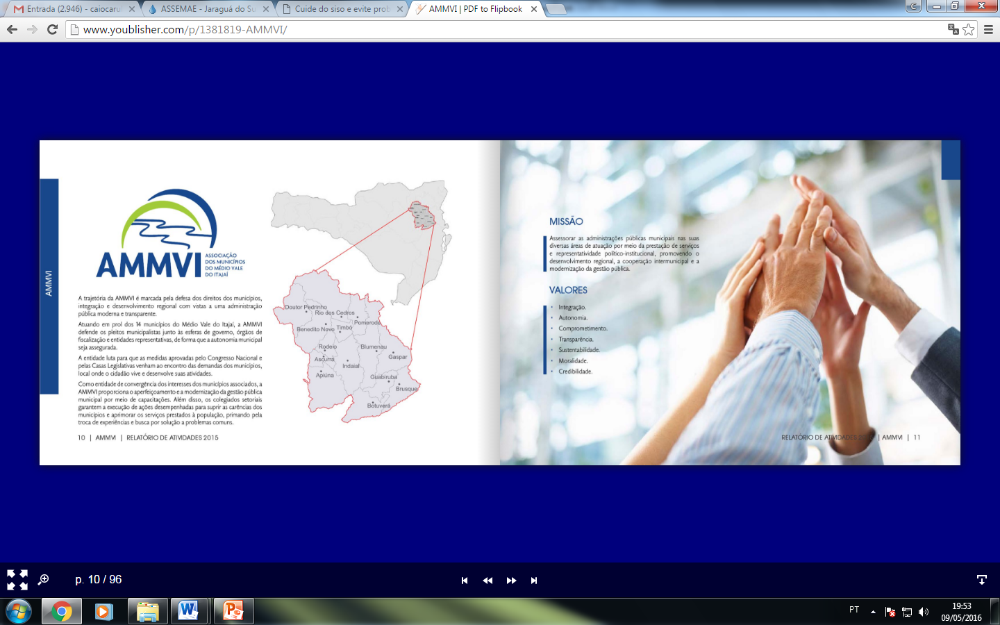 Entrada (2.946) - caiocarul
ASSEMAE - Jaraguá do Su
Cuide do siso e evite prob
AMMVI | PDF to Flipbook
www.youblisher.com/p/1381819-AMMVI/
AMMVI
AMMVI
ASSOCIAÇÃO
DOS MUNICÍPIOS
DO MÉDIO VALE
DO ITAJAÍ
A trajetória da AMMVI é marcada pela defesa dos direitos dos municípios,
integração e desenvolvimento regional com vistas a uma administração
pública moderna e transparente.
Atuando em prol dos 14 municípios do Médio Vale do Itajaí, a AMMVI
defende os pleitos municipalistas junto às esferas de governo, órgãos de
fiscalização e entidades representativas, de forma que a autonomia municipal
seja assegurada.
A entidade luta para que as medidas aprovadas pelo Congresso Nacional e
pelas Casas Legislativas venham ao encontro das demandas dos municípios,
local onde o cidadão vive e desenvolve suas atividades.
Como entidade de convergência dos interesses dos municípios associados, a
AMMVI proporciona o aperfeiçoamento e a modernização da gestão pública
municipal por meio de capacitações. Além disso, os colegiados setoriais
garantem a execução de ações desempenhadas para suprir as carências dos
municípios e aprimorar os serviços prestados à população, primando pela
troca de experiências e busca por solução a problemas comuns.
10 | AMMVI | RELATÓRIO DE ATIVIDADES 2015
Doutor Pedrinho
Rio dos Cedros
Pomerode
Benedito Novo
Timbó
Rodeio
Blumenau
Ascurra
Gaspar
Indaial
Apiúna
Guabiruba
Brusque
Botuverá
MISSÃO
Assessorar as administrações públicas municipais nas suas
diversas áreas de atuação por meio da prestação de serviços
e representatividade político-institucional, promovendo o
desenvolvimento regional, a cooperação intermunicipal e a
modernização da gestão pública.
VALORES
• Integração.
• Autonomia.
• Comprometimento.
• Transparência.
• Sustentabilidade.
• Moralidade.
• Credibilidade.
RELATÓRIO DE ATIVIDADES | AMMVI | 11
p. 10 / 96
PT
19:53
09/05/2016